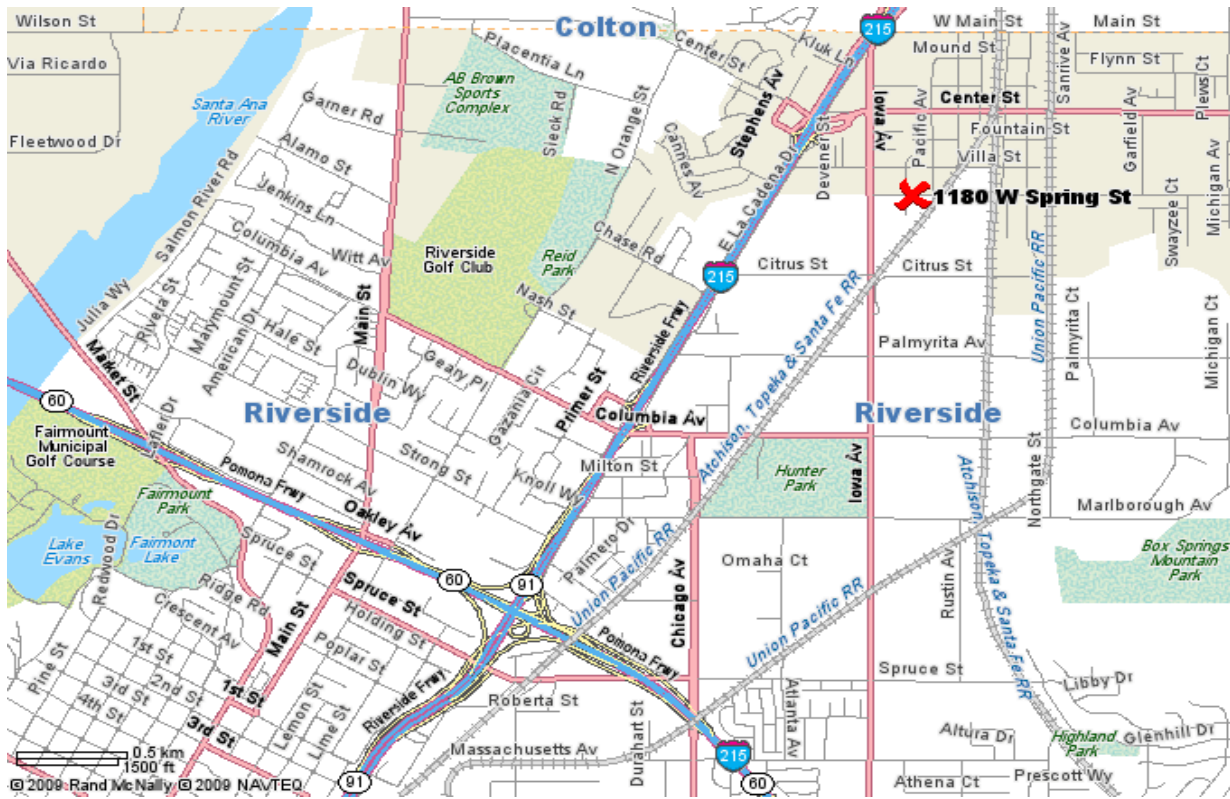 Wilson St
Colton
215
W Main St
Main St
Placentia Ln
Center St
Kluk Ln
Mound St
Flynn St
Sanrive Av
Via Ricardo
AB Brown
Sports
Complex
Plews Ct
Santa Ana
River
Garner Rd
Sieck Rd
N Orange St
Stephens Av
Iowa Av
Pacific Av
Center St
Fleetwood Dr
Alamo St
Cannes Av
Devener St
Fountain St
Garfield Av
Villa St
Michigan Av
Salmon River Rd
Jenkins Ln
E La Cadena Dr
1180 W Spring St
Swayzee Ct
Columbia Av
Witt Av
Riverside
Golf Club
Reid
Park
Chase Rd
215
Citrus St
Citrus St
Union Pacific RR
Julia Wy
Riveta St
Marymount St
American Dr
Main St
Nash St
Riverside Frwy
Atchison, Topeka & Santa Fe RR
Palmyrita Av
Palmyrita Ct
Michigan Ct
Market St
Hale St
Dublin Wy
Geary Pl
Gazania Cir
Primer St
60
Riverside
Columbia Av
Riverside
Columbia Av
Lafler Dr
Fairmount
Municipal
Golf Course
Shamrock Av
Strong St
Knoll Wy
Milton St
Hunter
Park
Iowa Av
Atchison, Topeka & Santa Fe RR
Northgate St
Pomona Frwy
Oakley Av
Marlborough Av
Fairmount
Park
Lake
Evans
Fairmont
Lake
Redwood Dr
Spruce St
Palmero Dr
Omaha Ct
Box Springs
Mountain
Park
60
91
Union Pacific RR
Chicago Av
Union Pacific RR
Rustin Av
Ridge Rd
Spruce St
Crescent Av
Main St
Holding St
Pomona Frwy
Pine St
1st St
Poplar St
Spruce St
Libby Dr
3rd St
2nd St
1st St
Riverside Frwy
Roberta St
Atlanta Av
4th St
3rd St
Lemon St
Lime St
Durahart St
Altura Dr
Highland
Park
Glenhill Dr
Massachusetts Av
215
0.5 km
1500 ft
91
60
Athena Ct
Prescott Wy
© 2009 Rand McNally © 2009 NAVTEQ